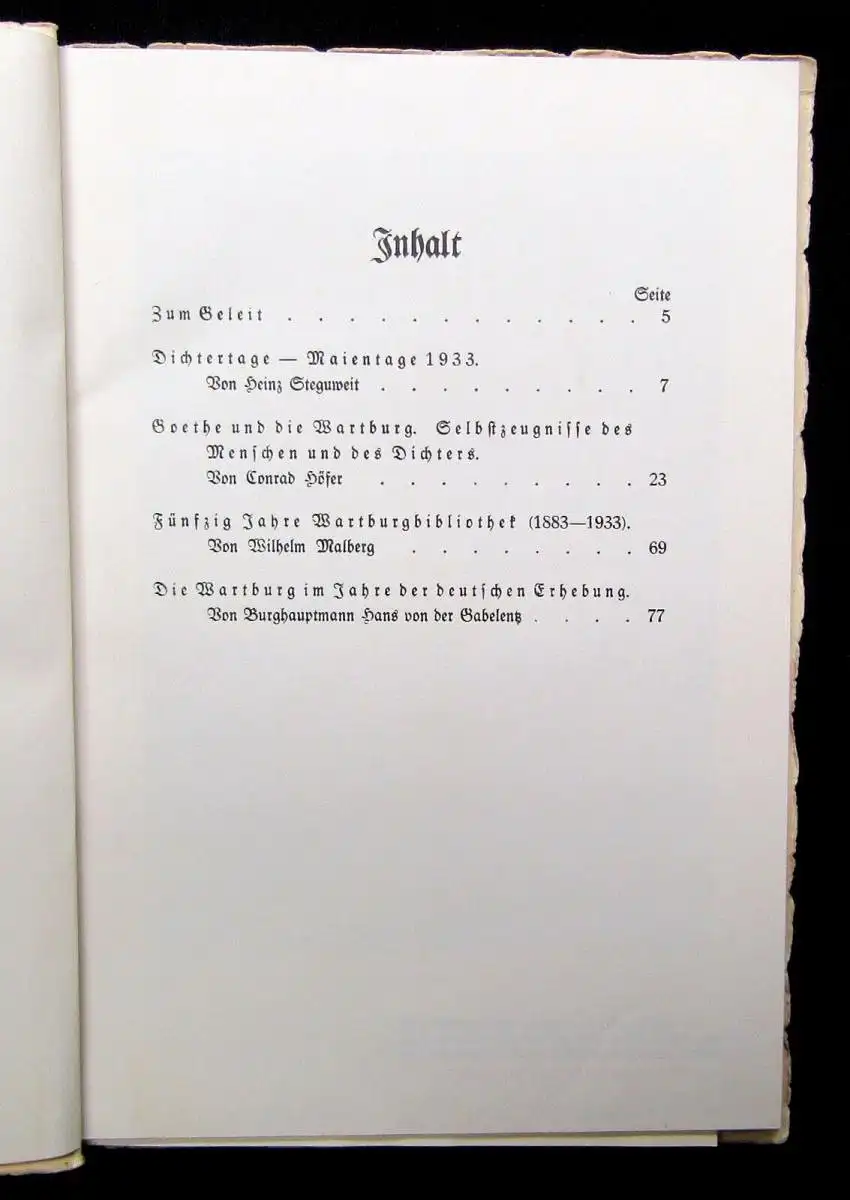 Inhalt
Seite
Zum Geleit . . . . . . . . . . . . 5
Dichtertage — Maientage 1933.
Von Heinz Steguweit . . . . . . . . . 7
Goethe und die Wartburg. Selbstzeugnisse des
Menschen und des Dichters.
Von Conrad Höfer . . . . . . . . . 23
Fünfzig Jahre Wartburgbibliothek (1883—1933).
Von Wilhelm Malberg . . . . . . . . 69
Die Wartburg im Jahre der deutschen Erhebung.
Von Burghauptmann Hans von der Gabelentz . . . . 77